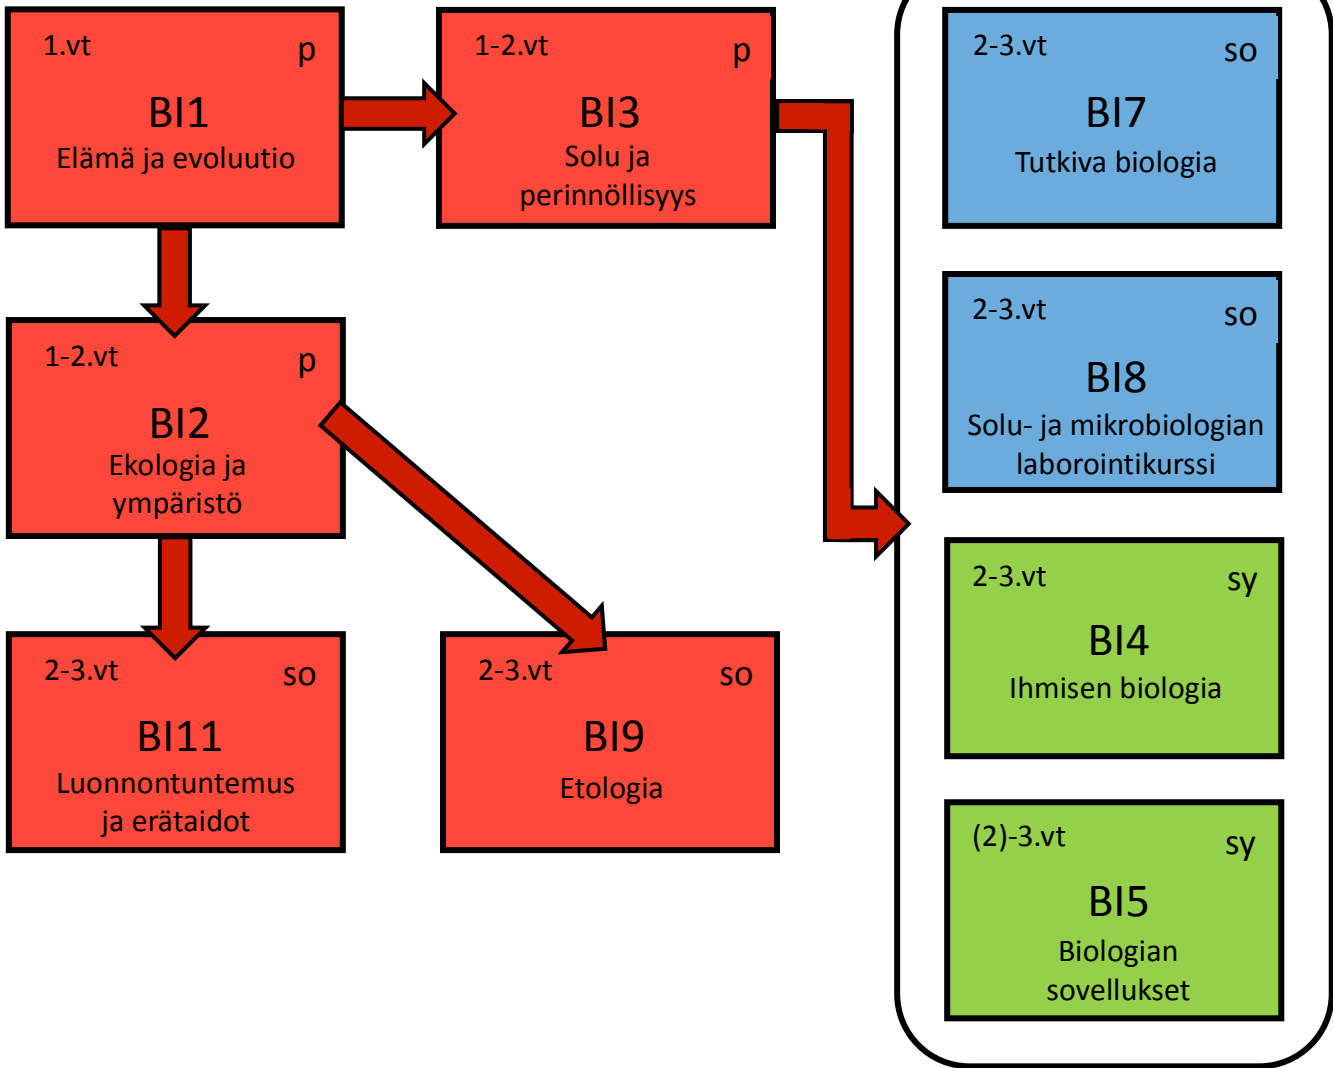 1.vt
p
BI1
Elämä ja evoluutio
1-2.vt
p
BI3
Solu ja
perinnöllisyys
2-3.vt
so
BI7
Tutkiva biologia
1-2.vt
p
BI2
Ekologia ja
ympäristö
2-3.vt
so
BI8
Solu- ja mikrobiologian
laborointikurssi
2-3.vt
sy
BI4
Ihmisen biologia
2-3.vt
so
BI11
Luonnontuntemus
ja erätaidot
2-3.vt
so
BI9
Etologia
(2)-3.vt
sy
BI5
Biologian
sovellukset